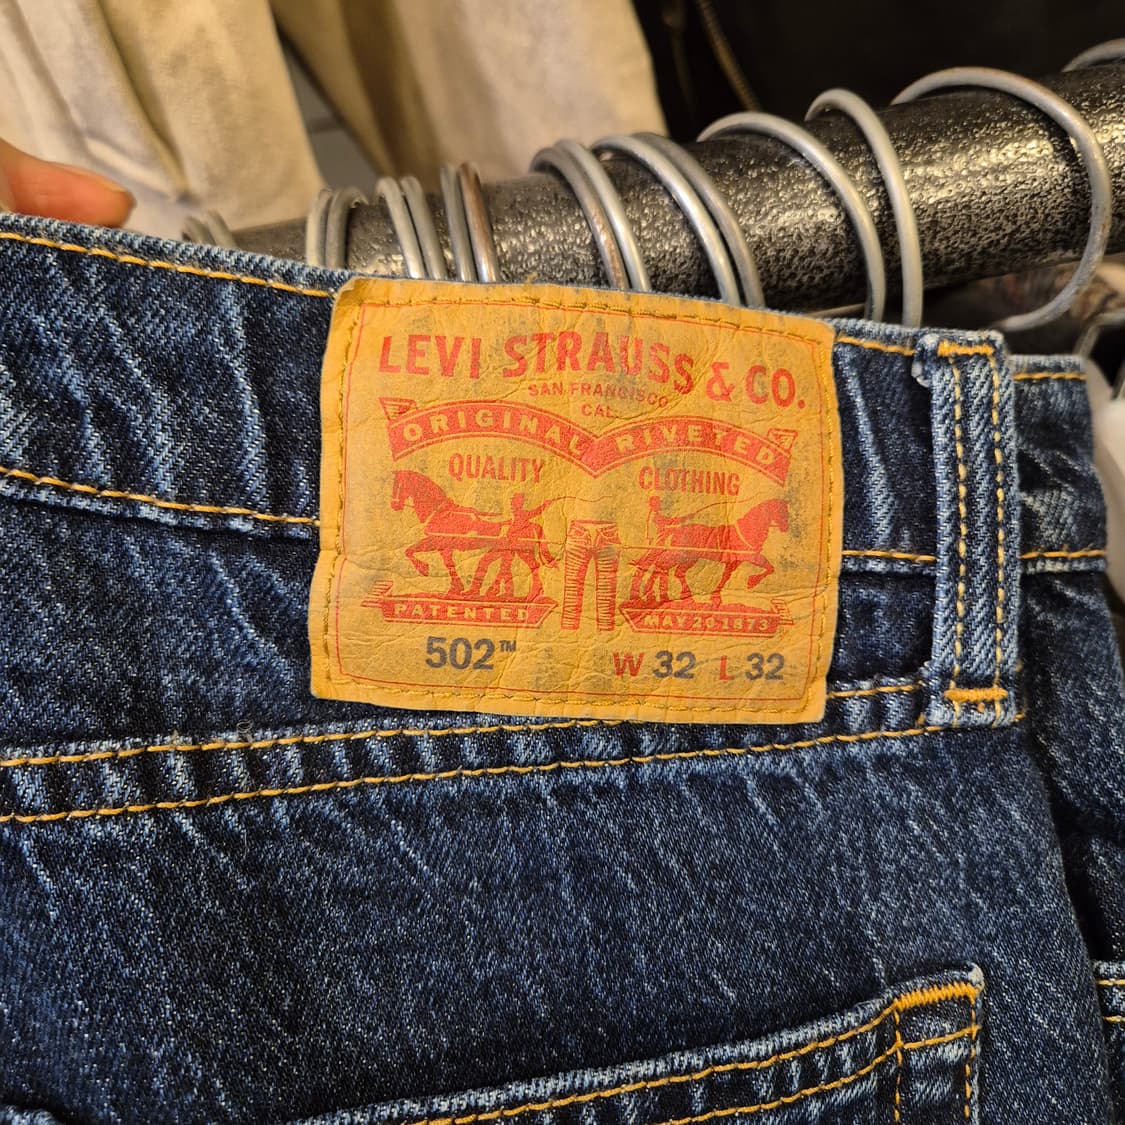 LEVI STRAUSS & CO.
SAN FRANCISCO
CAL.
ORIGINAL RIVETED
QUALITY CLOTHING
PATENTED MAY 20 1873
502™ W 32 L 32